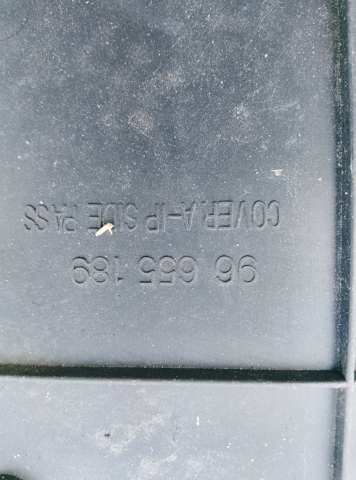 96 655 189
COVER A-IP SIDE PASS